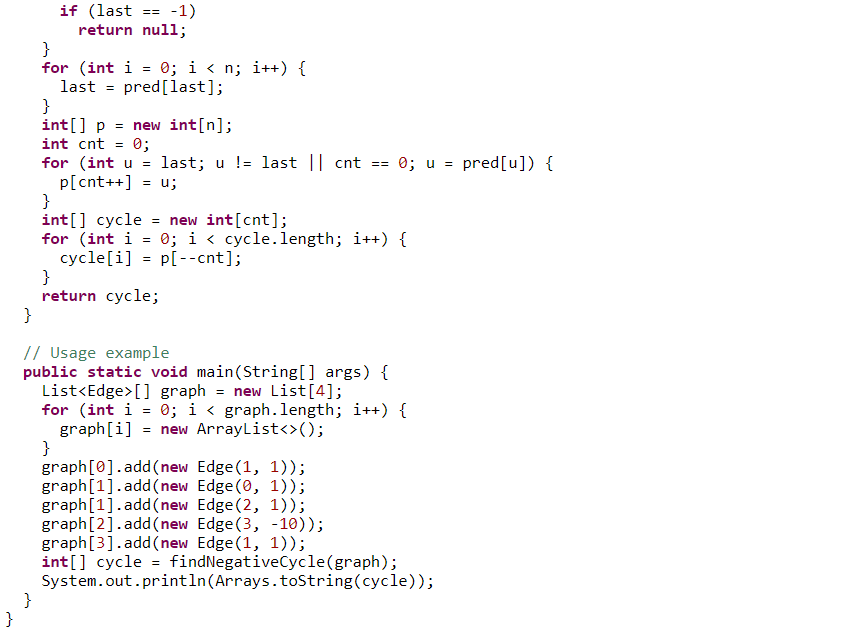 if (last == -1)
        return null;
    }
    for (int i = 0; i < n; i++) {
      last = pred[last];
    }
    int[] p = new int[n];
    int cnt = 0;
    for (int u = last; u != last || cnt == 0; u = pred[u]) {
      p[cnt++] = u;
    }
    int[] cycle = new int[cnt];
    for (int i = 0; i < cycle.length; i++) {
      cycle[i] = p[--cnt];
    }
    return cycle;
  }

  // Usage example
  public static void main(String[] args) {
    List<Edge>[] graph = new List[4];
    for (int i = 0; i < graph.length; i++) {
      graph[i] = new ArrayList<>();
    }
    graph[0].add(new Edge(1, 1));
    graph[1].add(new Edge(0, 1));
    graph[1].add(new Edge(2, 1));
    graph[2].add(new Edge(3, -10));
    graph[3].add(new Edge(1, 1));
    int[] cycle = findNegativeCycle(graph);
    System.out.println(Arrays.toString(cycle));
  }
}